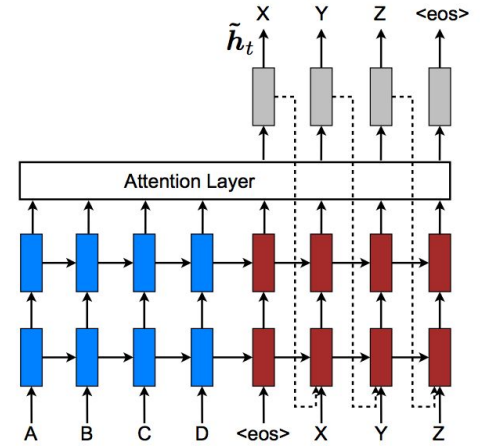 X Y Z <eos>
h̃ₜ
Attention Layer
A B C D <eos> X Y Z